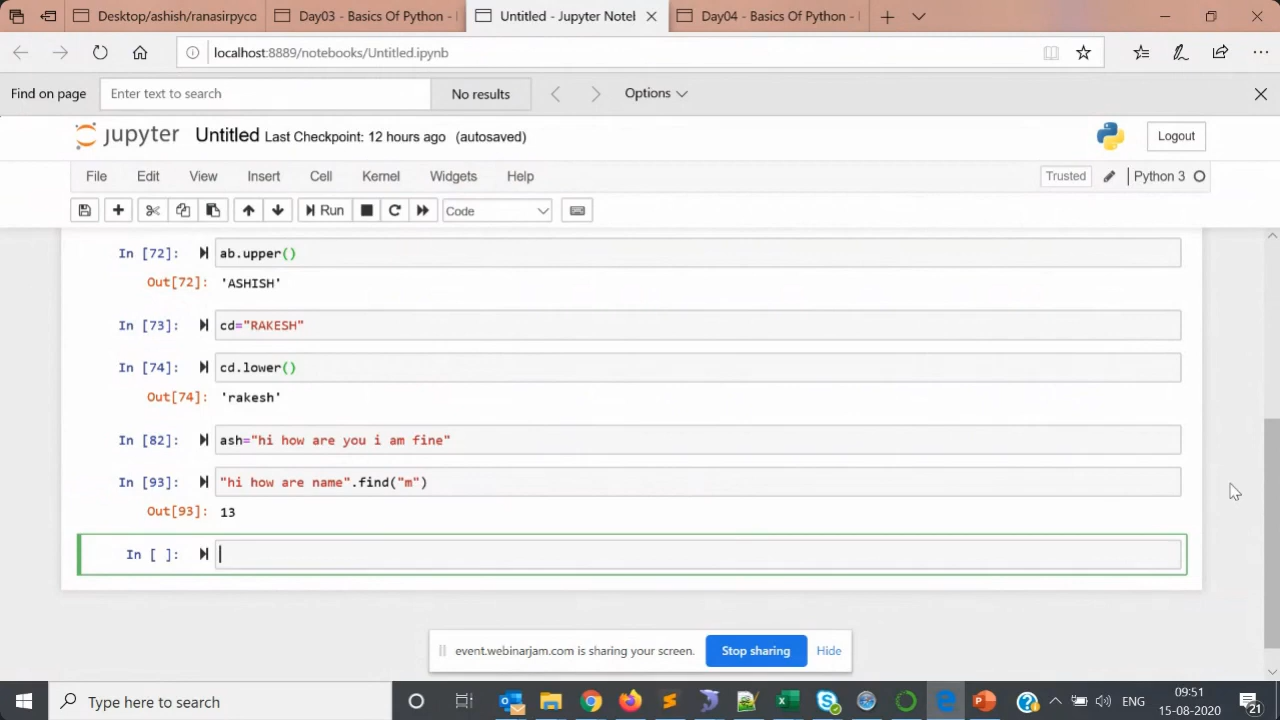 Desktop/ashish/ranasirpyco
Day03 - Basics Of Python -
Untitled - Jupyter Notel
Day04 - Basics Of Python -
localhost:8889/notebooks/Untitled.ipynb
Find on page
Enter text to search
No results
Options
jupyter Untitled Last Checkpoint: 12 hours ago (autosaved)
Logout
File Edit View Insert Cell Kernel Widgets Help
Trusted
Python 3
Run
Code
In [72]: ab.upper()
Out[72]: 'ASHISH'
In [73]: cd="RAKESH"
In [74]: cd.lower()
Out[74]: 'rakesh'
In [82]: ash="hi how are you i am fine"
In [93]: "hi how are name".find("m")
Out[93]: 13
In [ ]:
event.webinarjam.com is sharing your screen.
Stop sharing
Hide
Type here to search
ENG
09:51
15-08-2020
21